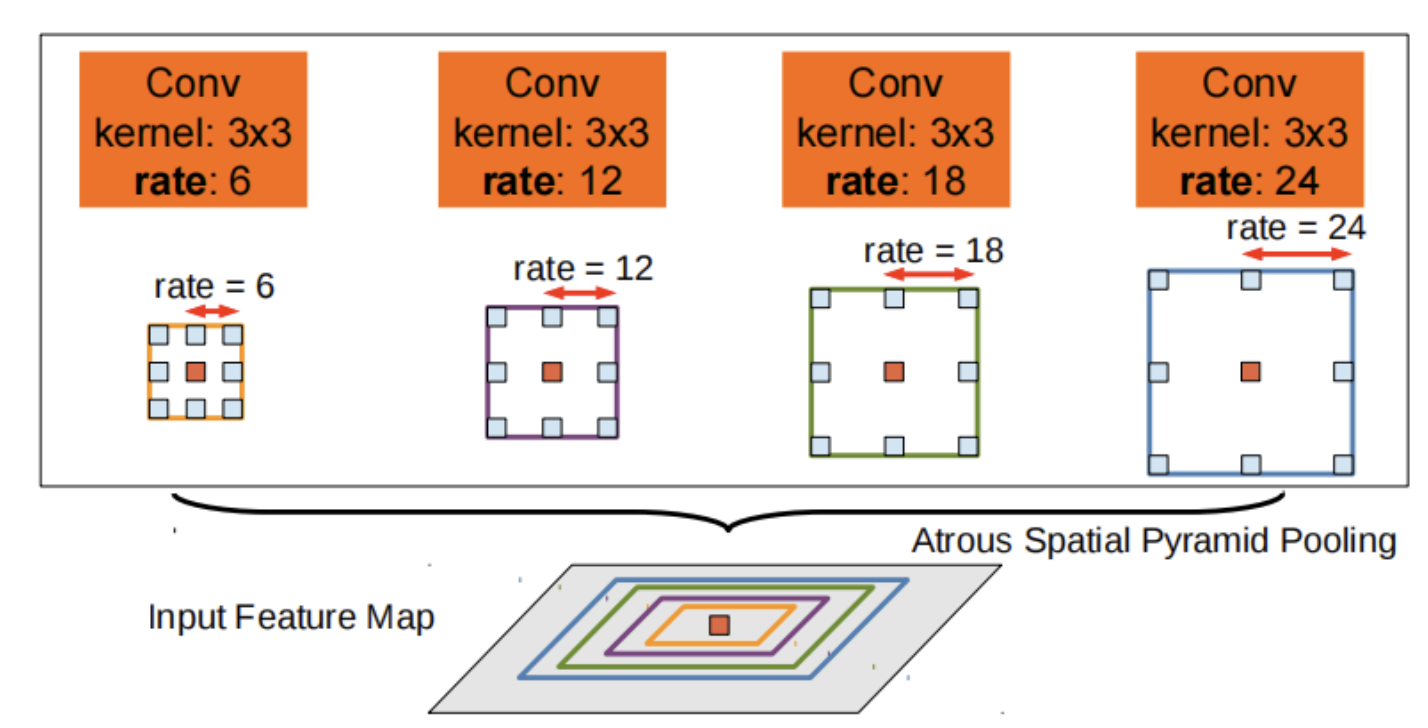 Conv
kernel: 3x3
rate: 6
Conv
kernel: 3x3
rate: 12
Conv
kernel: 3x3
rate: 18
Conv
kernel: 3x3
rate: 24
rate = 6
rate = 12
rate = 18
rate = 24
Atrous Spatial Pyramid Pooling
Input Feature Map